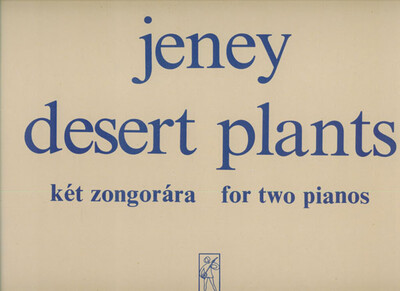 jeney
desert plants
két zongorára for two pianos